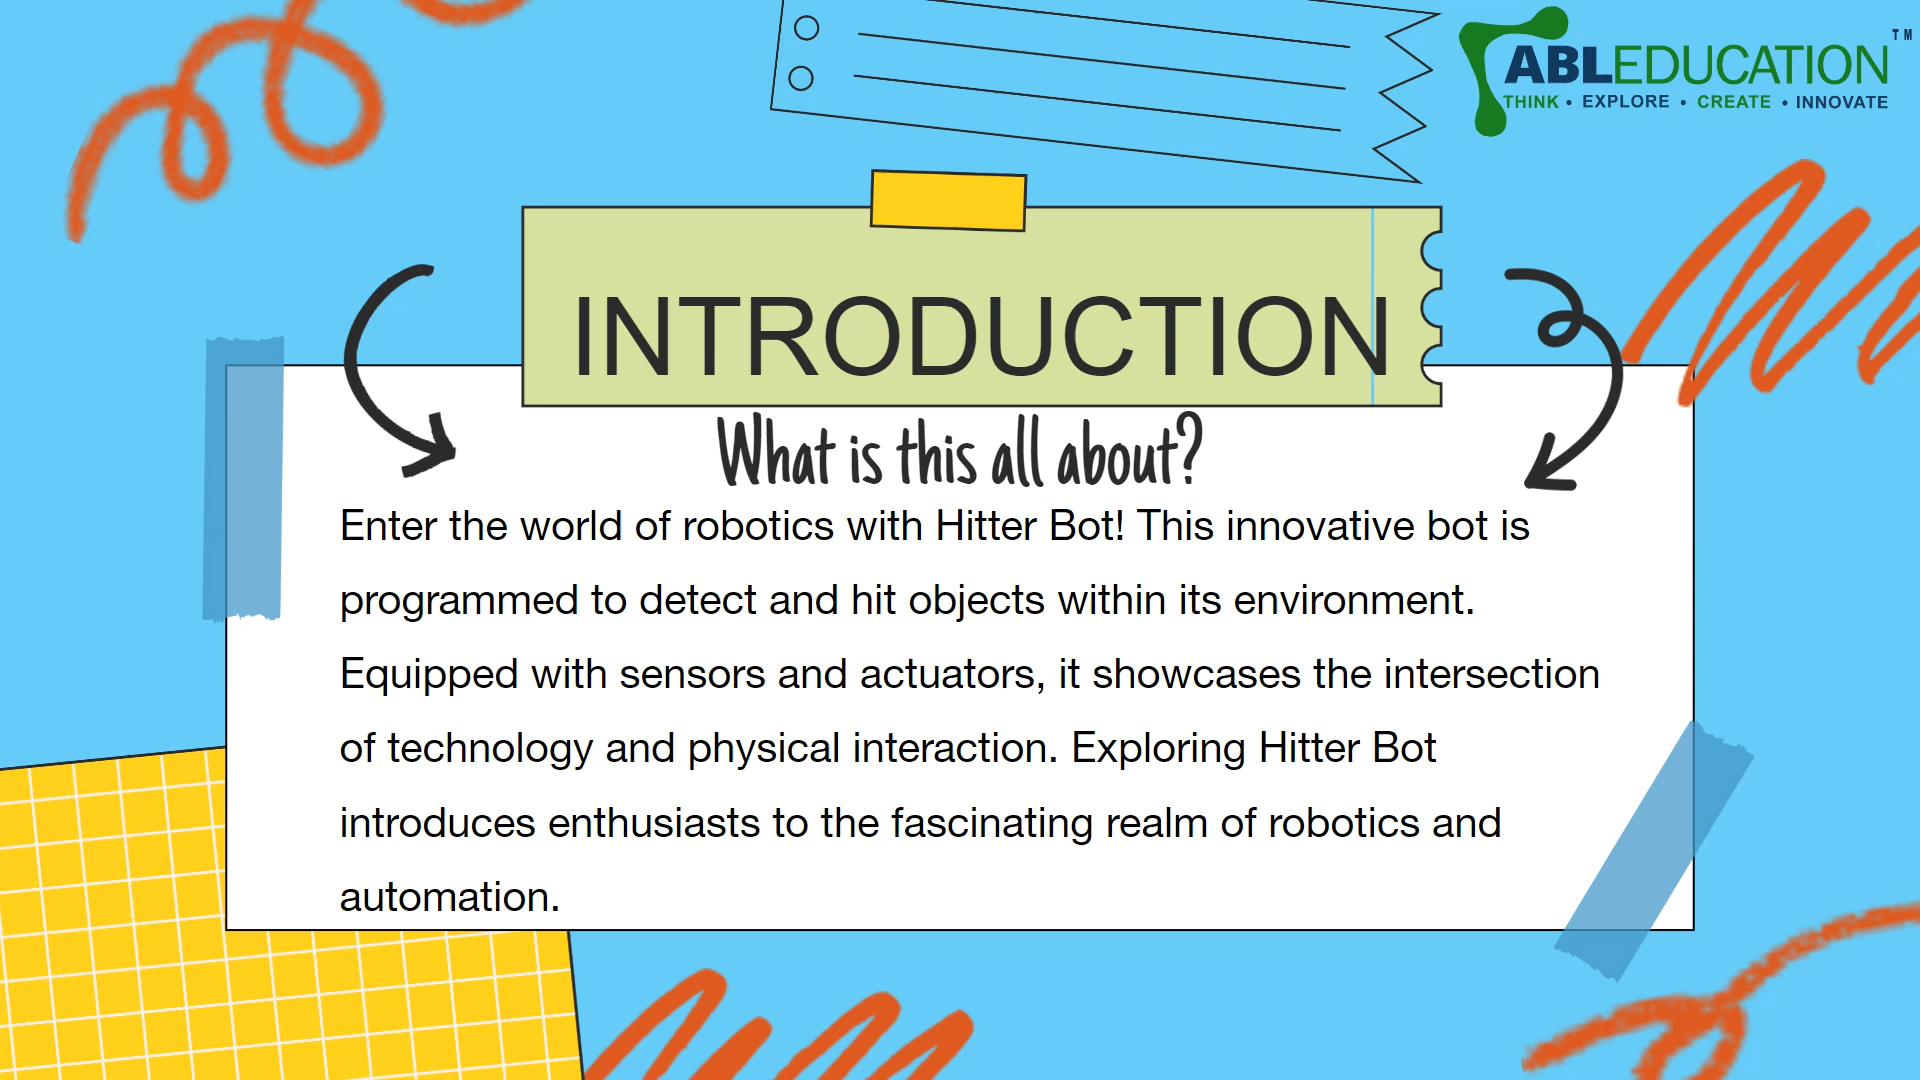 ABLEDUCATION™
THINK • EXPLORE • CREATE • INNOVATE
INTRODUCTION
What is this all about?
Enter the world of robotics with Hitter Bot! This innovative bot is
programmed to detect and hit objects within its environment.
Equipped with sensors and actuators, it showcases the intersection
of technology and physical interaction. Exploring Hitter Bot
introduces enthusiasts to the fascinating realm of robotics and
automation.